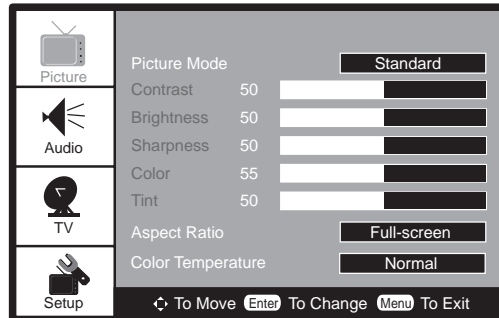 Picture
Audio
TV
Setup
Picture Mode Standard
Contrast 50
Brightness 50
Sharpness 50
Color 55
Tint 50
Aspect Ratio Full-screen
Color Temperature Normal
To Move Enter To Change Menu To Exit